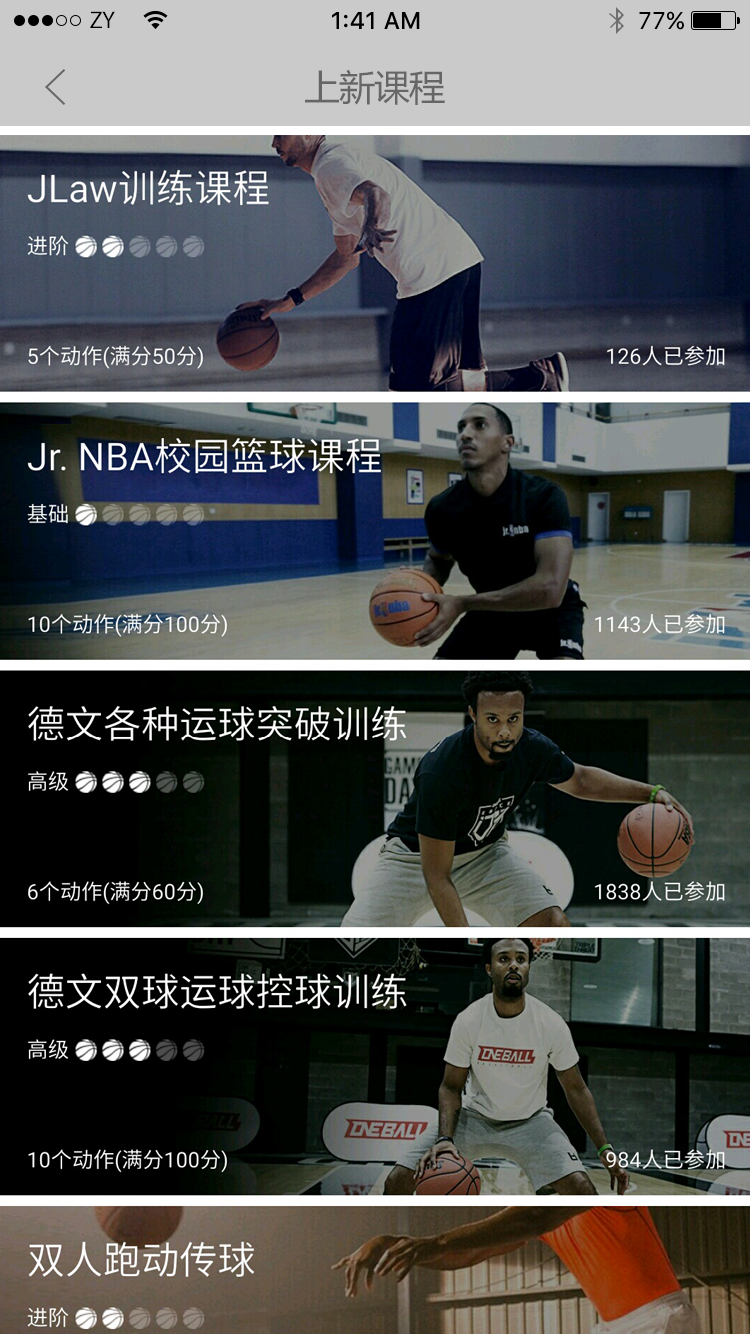 ZY
1:41 AM
77%
上新课程
JLaw训练课程
进阶
5个动作(满分50分)
126人已参加
Jr. NBA校园篮球课程
基础
jr.nba
jr.nba
10个动作(满分100分)
1143人已参加
德文各种运球突破训练
高级
6个动作(满分60分)
1838人已参加
德文双球运球控球训练
高级
ONEBALL
ONEBALL
10个动作(满分100分)
984人已参加
双人跑动传球
进阶